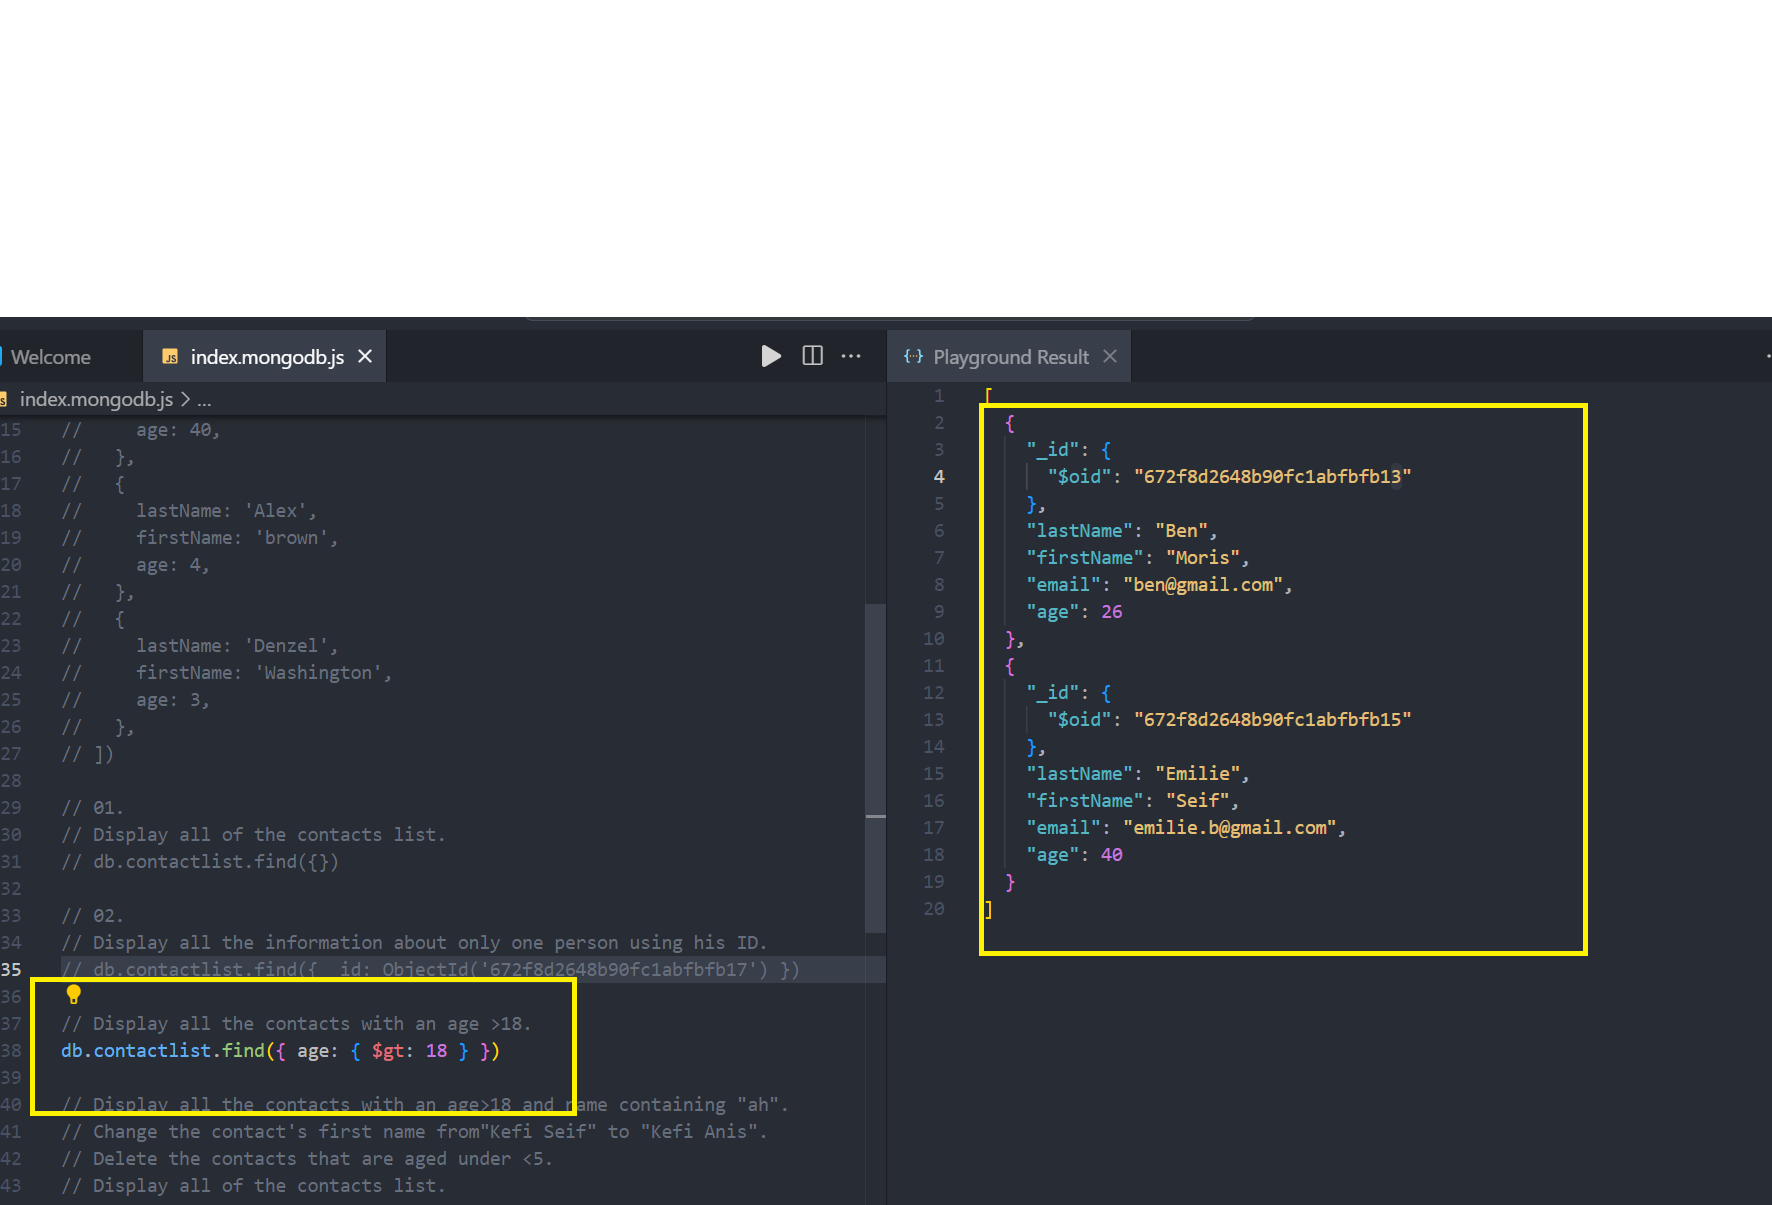 Welcome
index.mongodb.js
Playground Result
index.mongodb.js > ...
15 //     age: 40,
16 //   },
17 //   {
18 //     lastName: 'Alex',
19 //     firstName: 'brown',
20 //     age: 4,
21 //   },
22 //   {
23 //     lastName: 'Denzel',
24 //     firstName: 'Washington',
25 //     age: 3,
26 //   },
27 // ])
28
29 // 01.
30 // Display all of the contacts list.
31 // db.contactlist.find({})
32
33 // 02.
34 // Display all the information about only one person using his ID.
35 // db.contactlist.find({ _id: ObjectId('672f8d2648b90fc1abfbfb17') })
36
37 // Display all the contacts with an age >18.
38 db.contactlist.find({ age: { $gt: 18 } })
39
40 // Display all the contacts with an age>18 and name containing "ah".
41 // Change the contact's first name from"Kefi Seif" to "Kefi Anis".
42 // Delete the contacts that are aged under <5.
43 // Display all of the contacts list.
1 [
2   {
3     "_id": {
4       "$oid": "672f8d2648b90fc1abfbfb13"
5     },
6     "lastName": "Ben",
7     "firstName": "Moris",
8     "email": "ben@gmail.com",
9     "age": 26
10   },
11   {
12     "_id": {
13       "$oid": "672f8d2648b90fc1abfbfb15"
14     },
15     "lastName": "Emilie",
16     "firstName": "Seif",
17     "email": "emilie.b@gmail.com",
18     "age": 40
19   }
20 ]